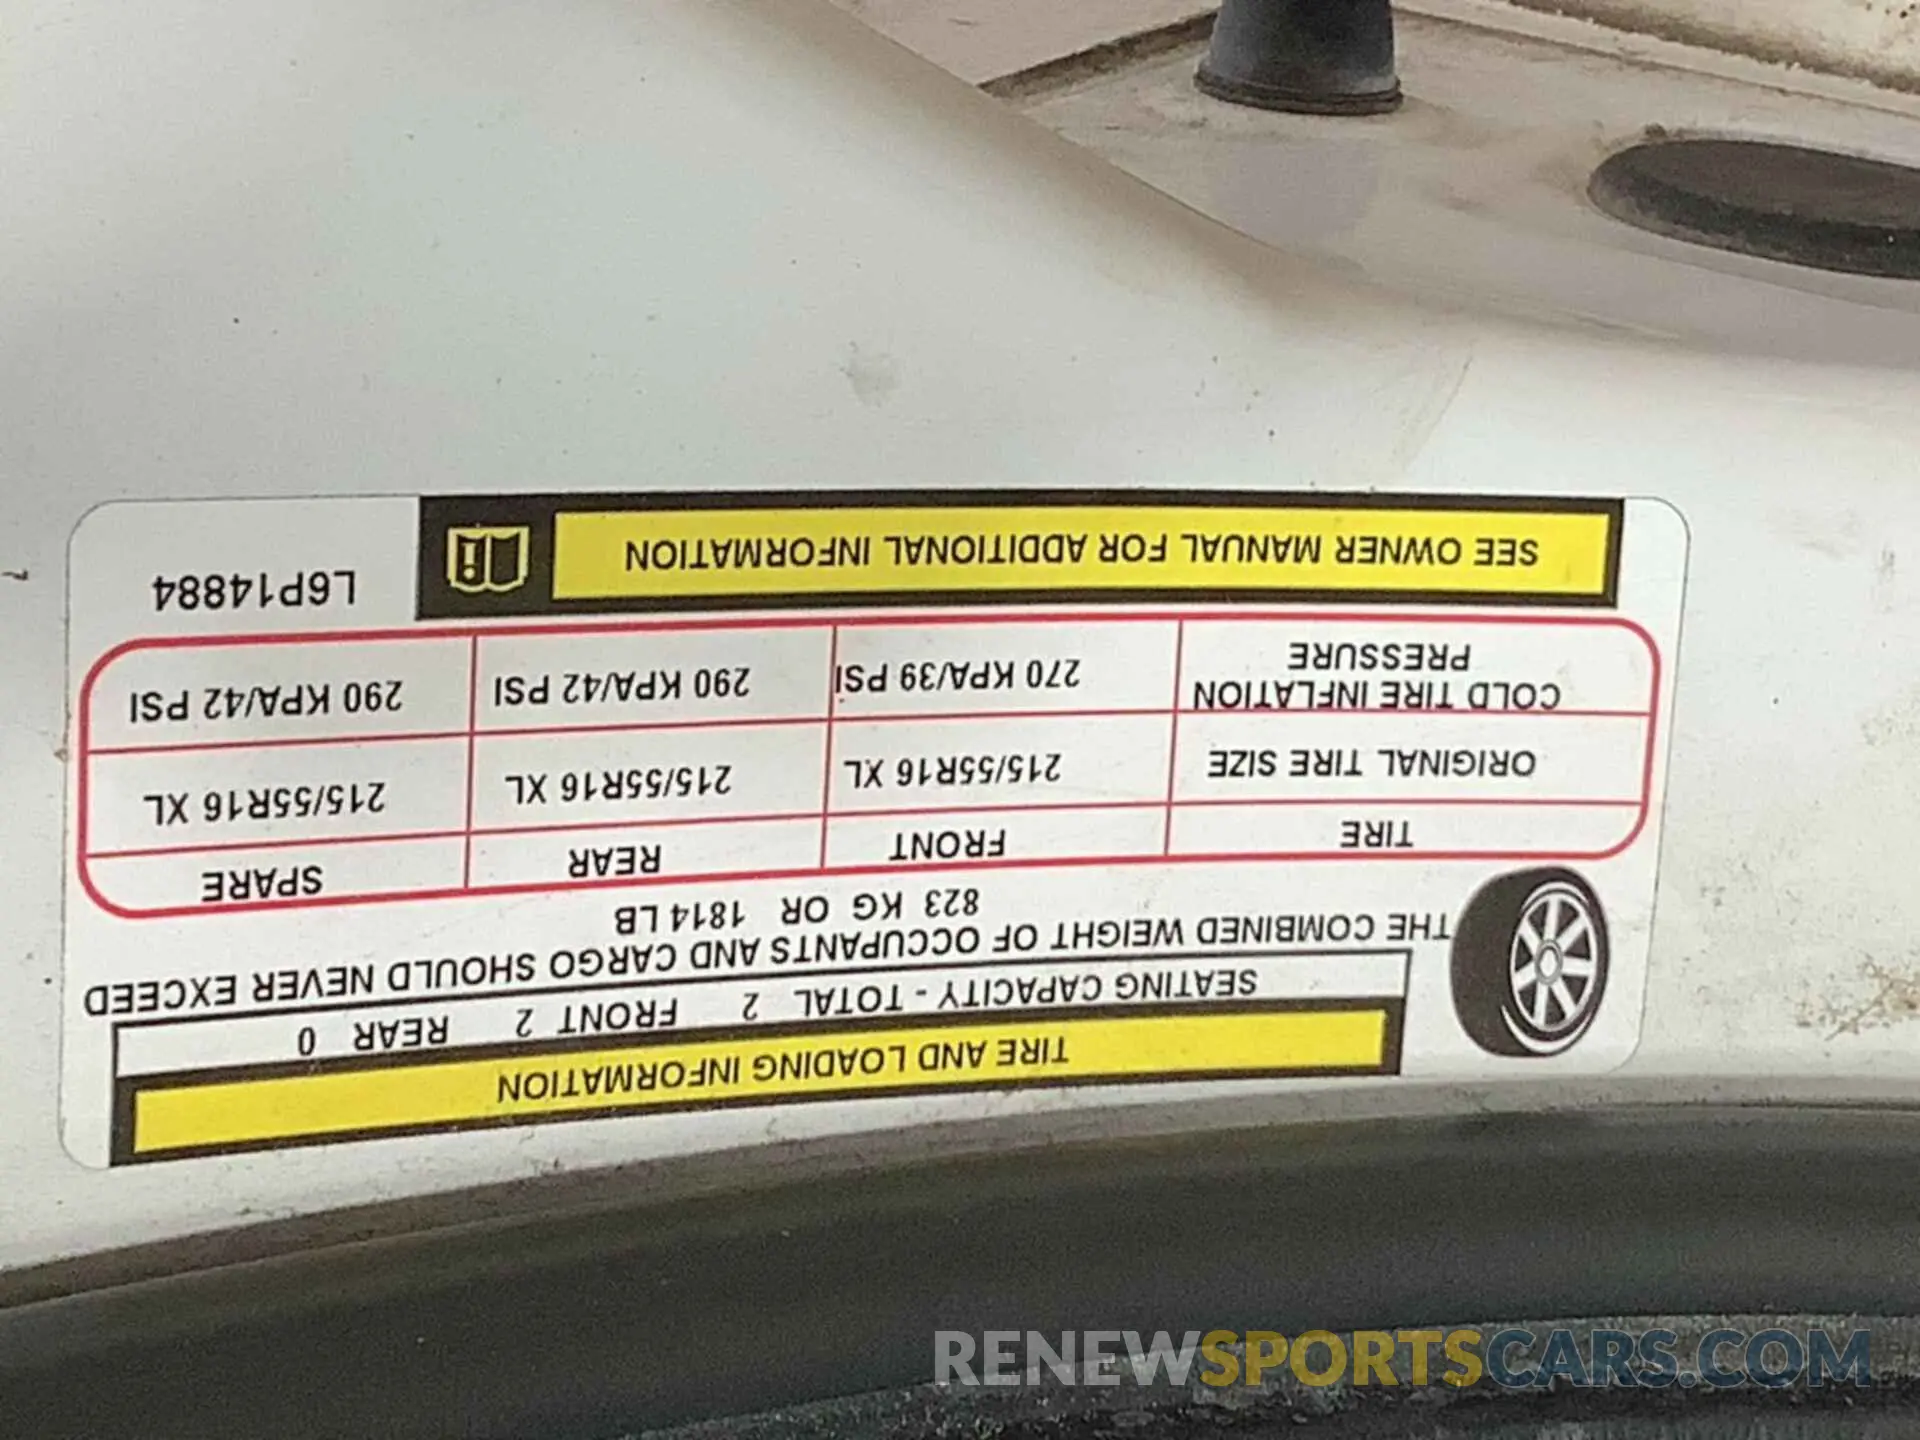 TIRE AND LOADING INFORMATION
SEATING CAPACITY - TOTAL 2 FRONT 2 REAR 0
THE COMBINED WEIGHT OF OCCUPANTS AND CARGO SHOULD NEVER EXCEED
823 KG OR 1814 LB
TIRE FRONT REAR SPARE
ORIGINAL TIRE SIZE 215/55R16 XL 215/55R16 XL 215/55R16 XL
COLD TIRE INFLATION
PRESSURE 270 KPA/39 PSI 290 KPA/42 PSI 290 KPA/42 PSI
SEE OWNER MANUAL FOR ADDITIONAL INFORMATION
L6P14884
RENEWSPORTSCARS.COM